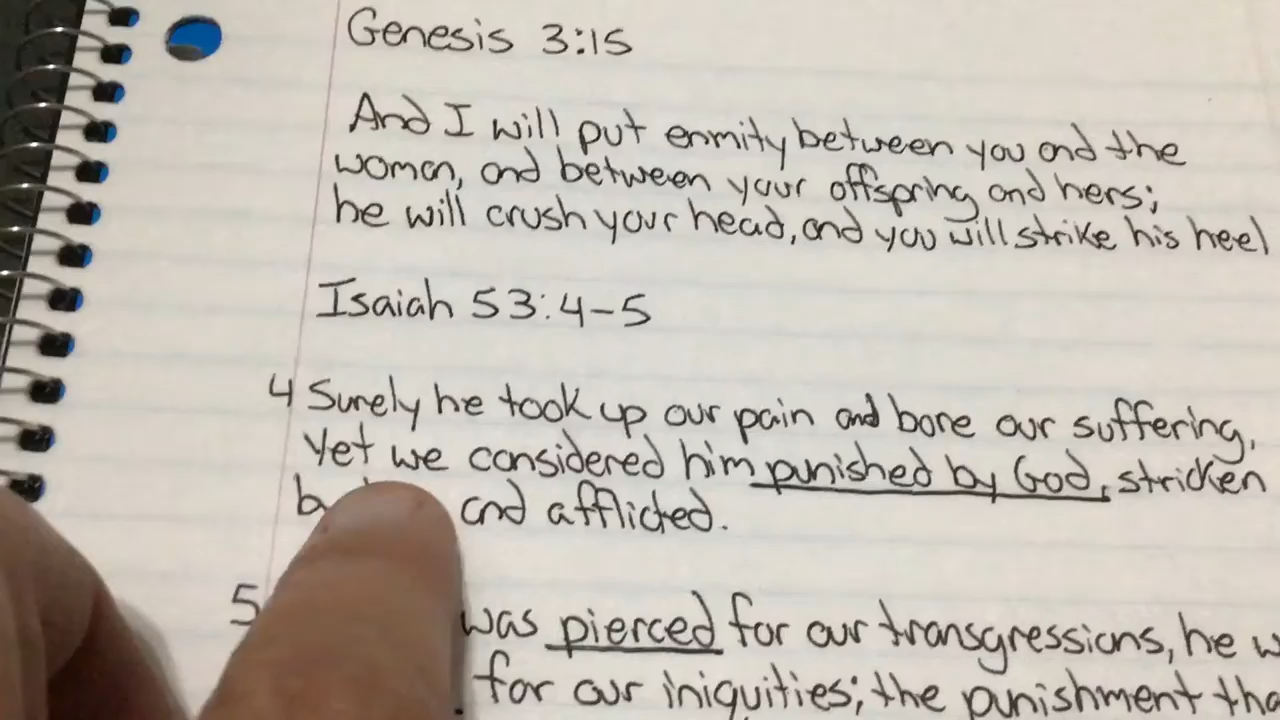 Genesis 3:15
And I will put enmity between you and the
woman, and between your offspring and hers;
he will crush your head, and you will strike his heel
Isaiah 53:4-5
4 Surely he took up our pain and bore our suffering,
Yet we considered him punished by God, stricken
and afflicted.
5 was pierced for our transgressions, he
for our iniquities; the punishment